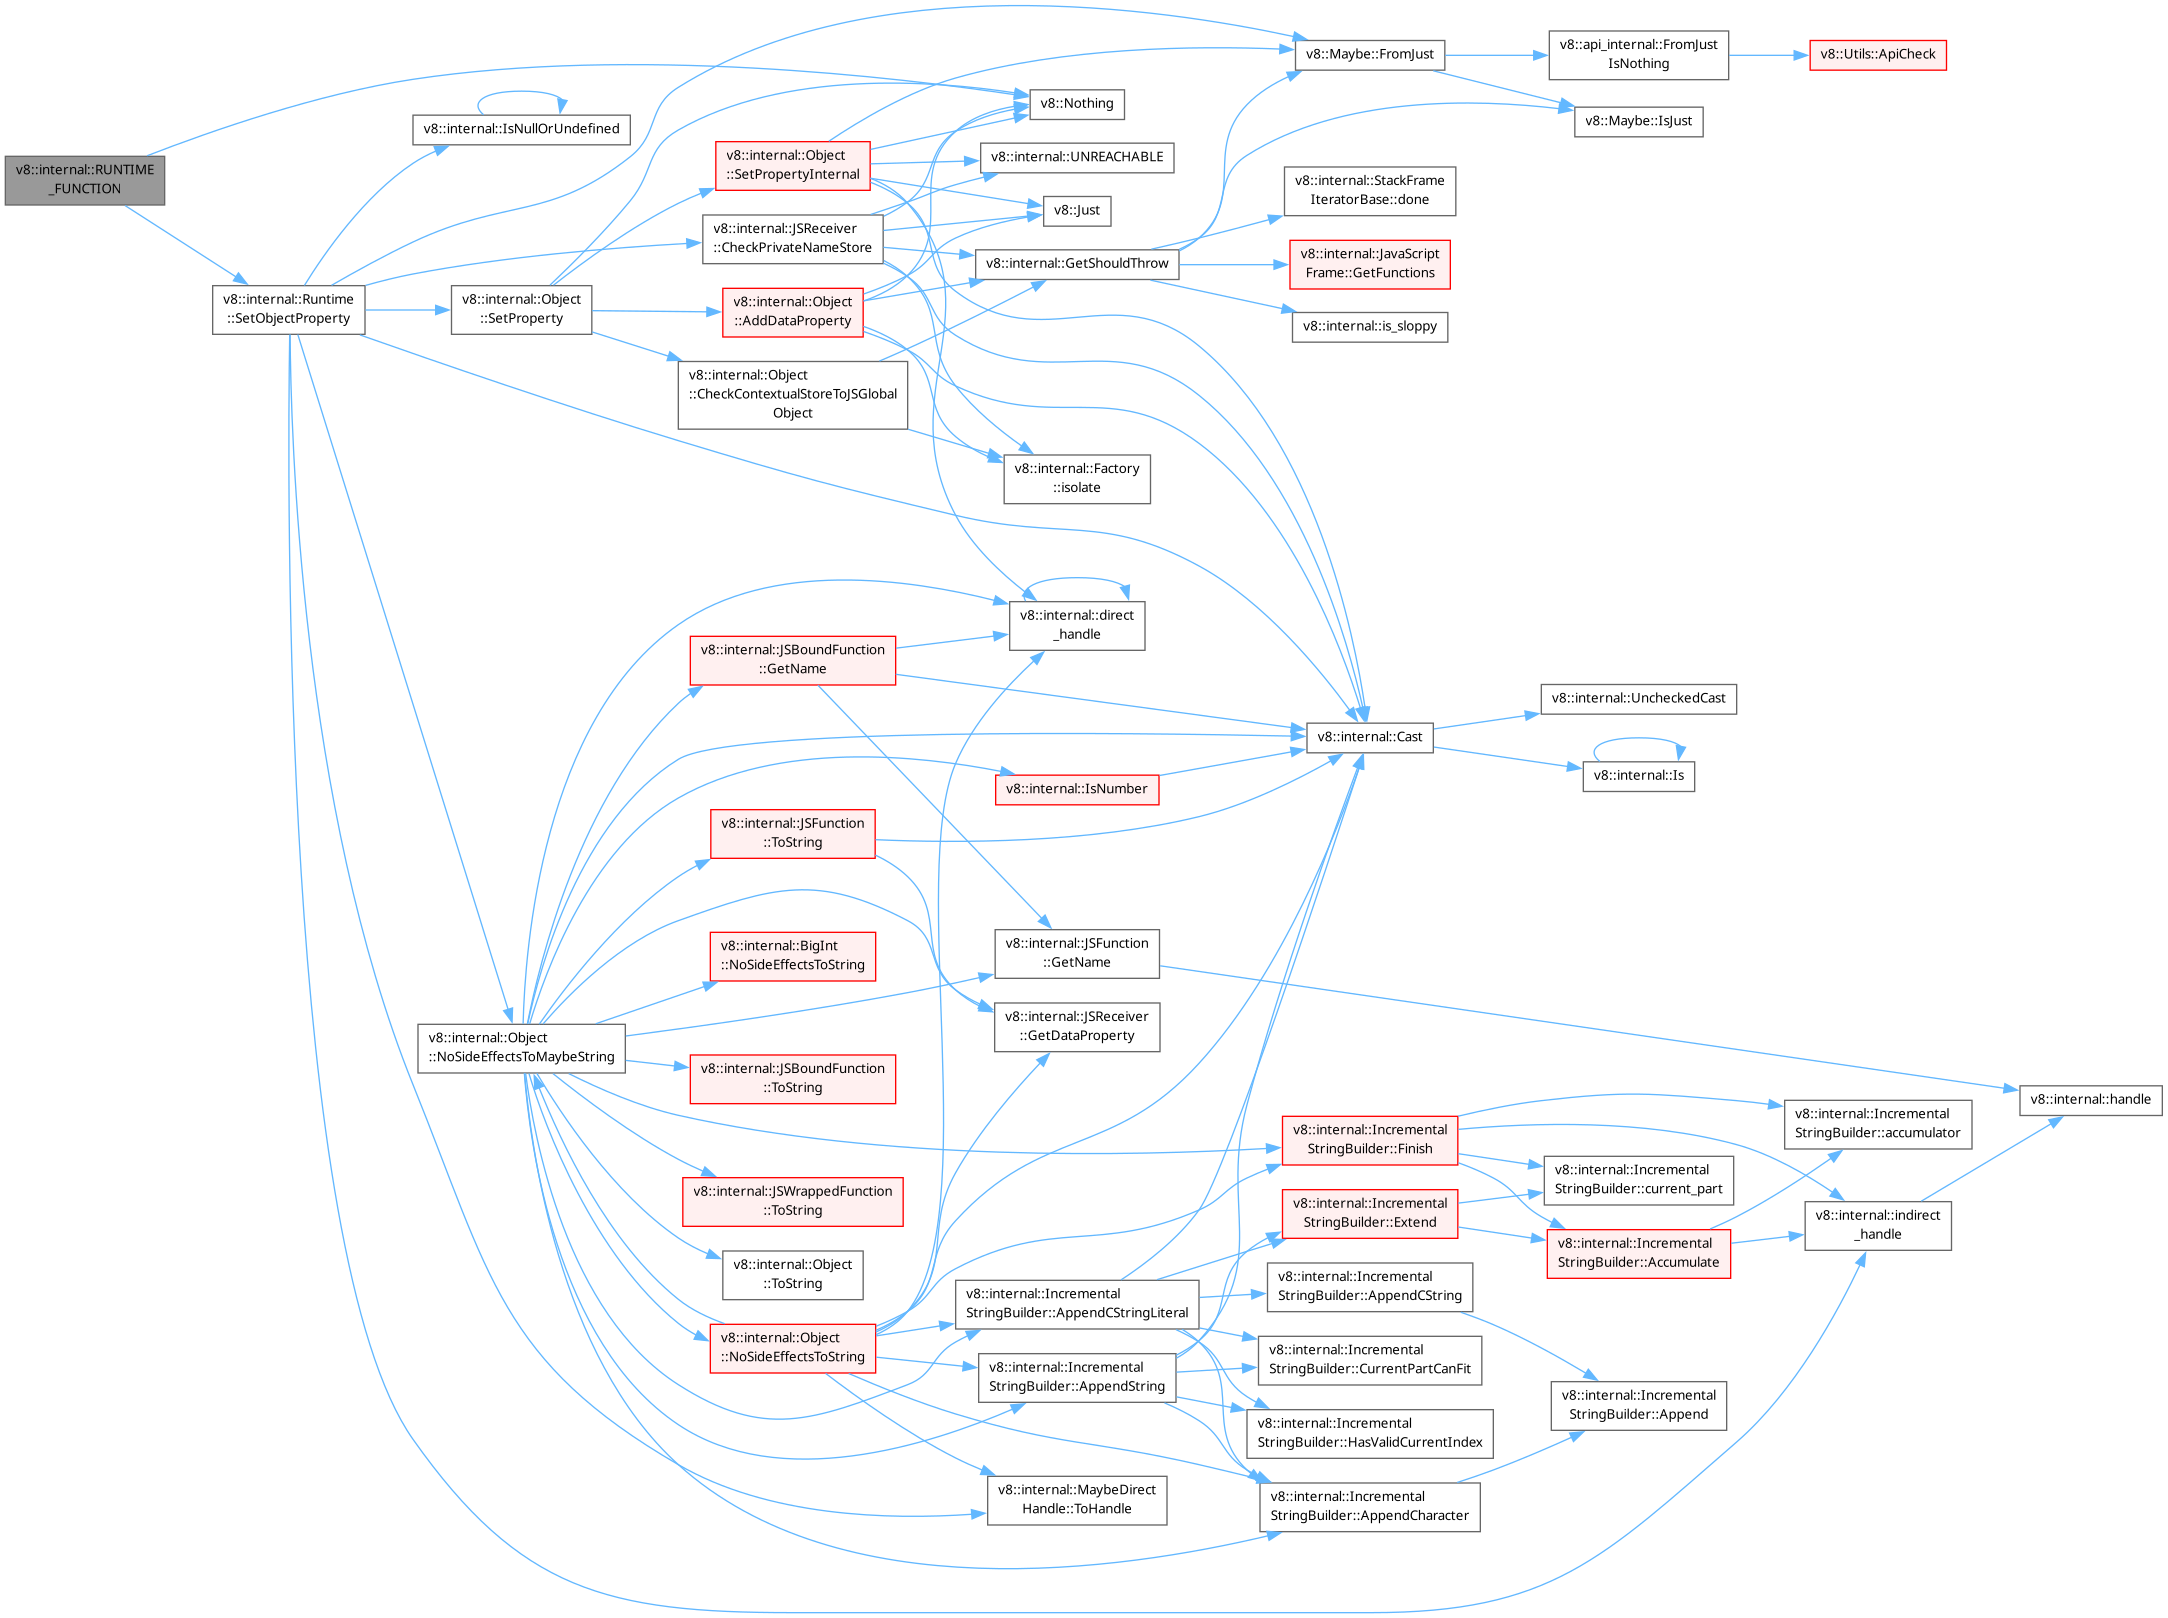 v8::internal::RUNTIME
_FUNCTION
v8::internal::Runtime
::SetObjectProperty
v8::internal::IsNullOrUndefined
v8::internal::Object
::SetProperty
v8::internal::Object
::NoSideEffectsToMaybeString
v8::internal::Object
::SetPropertyInternal
v8::internal::JSReceiver
::CheckPrivateNameStore
v8::internal::Object
::AddDataProperty
v8::internal::Object
::CheckContextualStoreToJSGlobal
Object
v8::internal::JSBoundFunction
::GetName
v8::internal::JSFunction
::ToString
v8::internal::BigInt
::NoSideEffectsToString
v8::internal::JSBoundFunction
::ToString
v8::internal::JSWrappedFunction
::ToString
v8::internal::Object
::ToString
v8::internal::Object
::NoSideEffectsToString
v8::Nothing
v8::internal::UNREACHABLE
v8::Just
v8::internal::GetShouldThrow
v8::internal::Factory
::isolate
v8::internal::direct
_handle
v8::internal::IsNumber
v8::internal::JSFunction
::GetName
v8::internal::JSReceiver
::GetDataProperty
v8::internal::Incremental
StringBuilder::AppendCStringLiteral
v8::internal::Incremental
StringBuilder::AppendString
v8::internal::MaybeDirect
Handle::ToHandle
v8::Maybe::FromJust
v8::internal::StackFrame
IteratorBase::done
v8::internal::JavaScript
Frame::GetFunctions
v8::internal::is_sloppy
v8::internal::Cast
v8::internal::Incremental
StringBuilder::Finish
v8::internal::Incremental
StringBuilder::Extend
v8::internal::Incremental
StringBuilder::AppendCString
v8::internal::Incremental
StringBuilder::CurrentPartCanFit
v8::internal::Incremental
StringBuilder::HasValidCurrentIndex
v8::internal::Incremental
StringBuilder::AppendCharacter
v8::api_internal::FromJust
IsNothing
v8::Maybe::IsJust
v8::internal::UncheckedCast
v8::internal::Is
v8::internal::Incremental
StringBuilder::current_part
v8::internal::Incremental
StringBuilder::Accumulate
v8::internal::Incremental
StringBuilder::Append
v8::Utils::ApiCheck
v8::internal::Incremental
StringBuilder::accumulator
v8::internal::indirect
_handle
v8::internal::handle